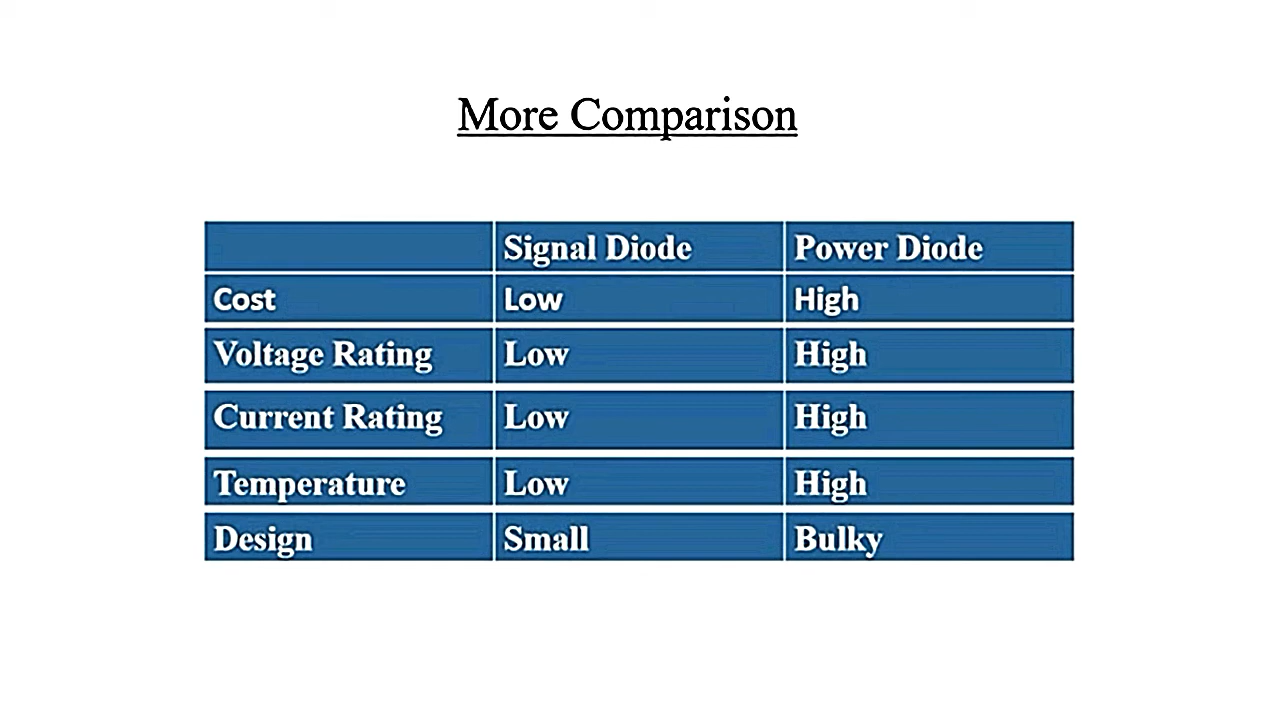 More Comparison
Signal Diode Power Diode
Cost Low High
Voltage Rating Low High
Current Rating Low High
Temperature Low High
Design Small Bulky